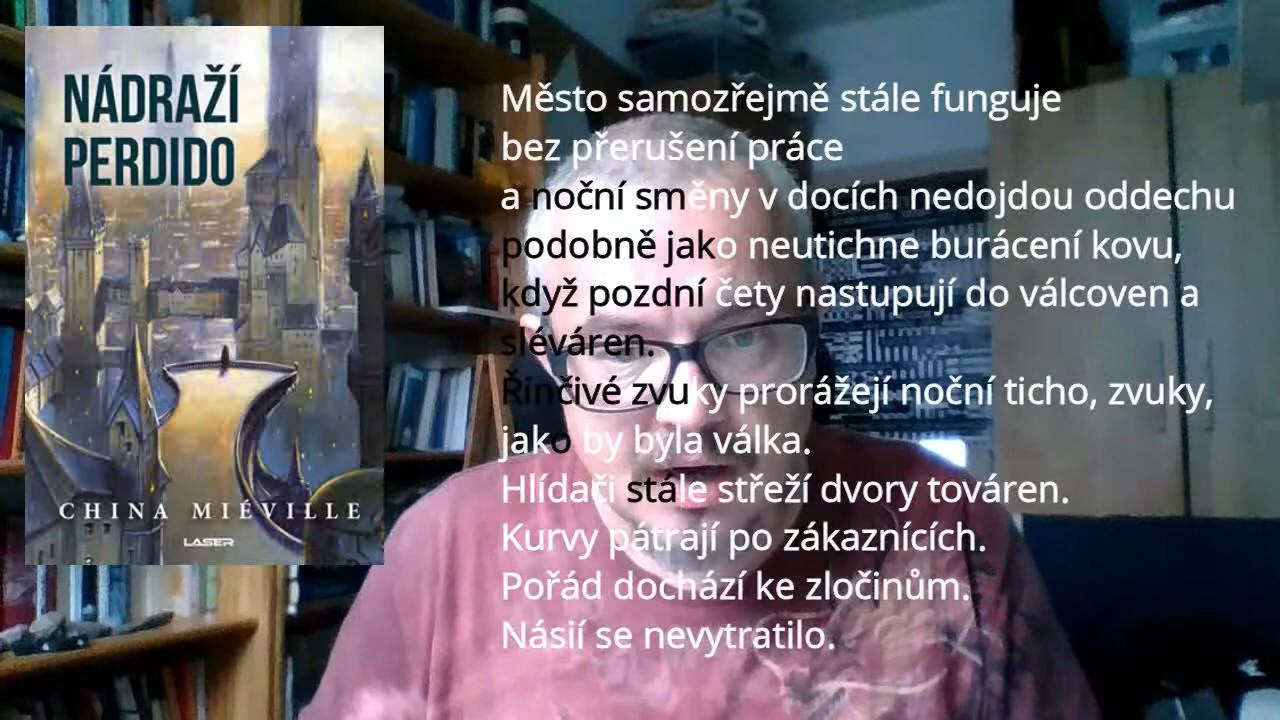 NÁDRAŽÍ
PERDIDO
CHINA MIÉVILLE
LASER
Město samozřejmě stále funguje
bez přerušení práce
a noční směny v docích nedojdou oddechu
podobně jako neutichne burácení kovu,
když pozdní čety nastupují do válcoven a
sléváren.
Řinčivé zvuky prorážejí noční ticho, zvuky,
jako by byla válka.
Hlídači stále střeží dvory továren.
Kurvy pátrají po zákaznících.
Pořád dochází ke zločinům.
Násií se nevytratilo.